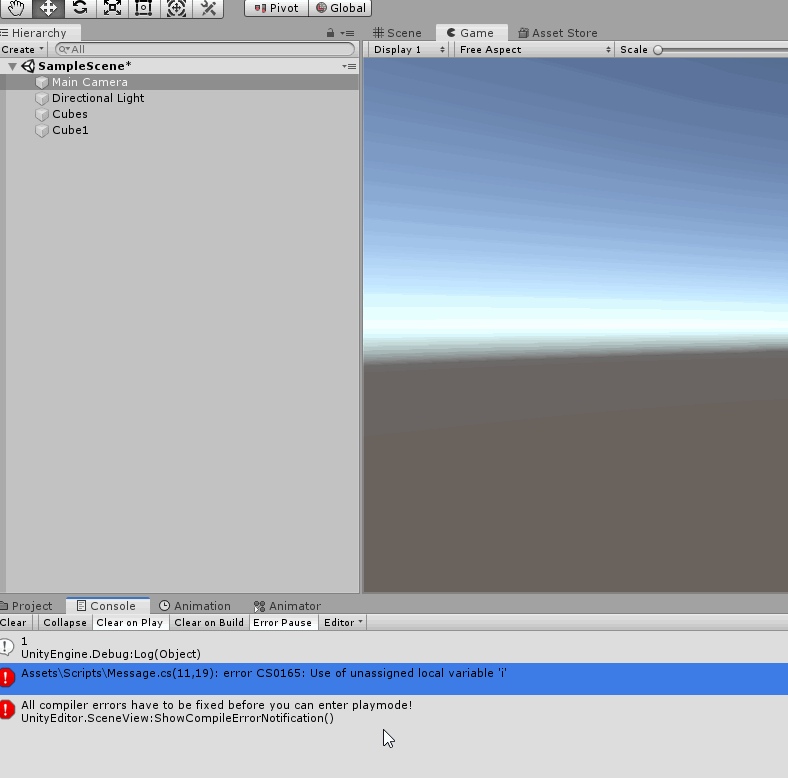 Pivot Global
Hierarchy
Scene Game Asset Store
Create All
Display 1 Free Aspect Scale
SampleScene*
Main Camera
Directional Light
Cubes
Cube1
Project Console Animation Animator
Clear Collapse Clear on Play Clear on Build Error Pause Editor
1
UnityEngine.Debug:Log(Object)
Assets\Scripts\Message.cs(11,19): error CS0165: Use of unassigned local variable 'i'
All compiler errors have to be fixed before you can enter playmode!
UnityEditor.SceneView:ShowCompileErrorNotification()